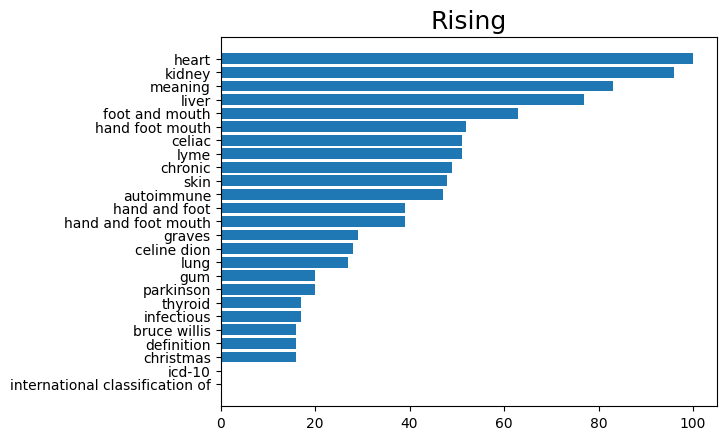 Rising
heart
kidney
meaning
liver
foot and mouth
hand foot mouth
celiac
lyme
chronic
skin
autoimmune
hand and foot
hand and foot mouth
graves
celine dion
lung
gum
parkinson
thyroid
infectious
bruce willis
definition
christmas
icd-10
international classification of
0 20 40 60 80 100